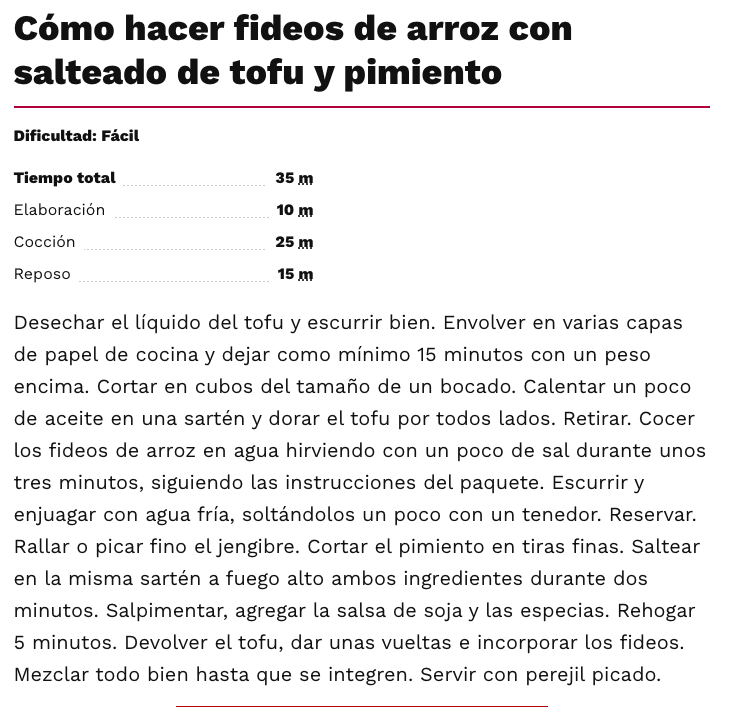 Cómo hacer fideos de arroz con
salteado de tofu y pimiento
Dificultad: Fácil
Tiempo total 35 m
Elaboración 10 m
Cocción 25 m
Reposo 15 m
Desechar el líquido del tofu y escurrir bien. Envolver en varias capas
de papel de cocina y dejar como mínimo 15 minutos con un peso
encima. Cortar en cubos del tamaño de un bocado. Calentar un poco
de aceite en una sartén y dorar el tofu por todos lados. Retirar. Cocer
los fideos de arroz en agua hirviendo con un poco de sal durante unos
tres minutos, siguiendo las instrucciones del paquete. Escurrir y
enjuagar con agua fría, soltándolos un poco con un tenedor. Reservar.
Rallar o picar fino el jengibre. Cortar el pimiento en tiras finas. Saltear
en la misma sartén a fuego alto ambos ingredientes durante dos
minutos. Salpimentar, agregar la salsa de soja y las especias. Rehogar
5 minutos. Devolver el tofu, dar unas vueltas e incorporar los fideos.
Mezclar todo bien hasta que se integren. Servir con perejil picado.